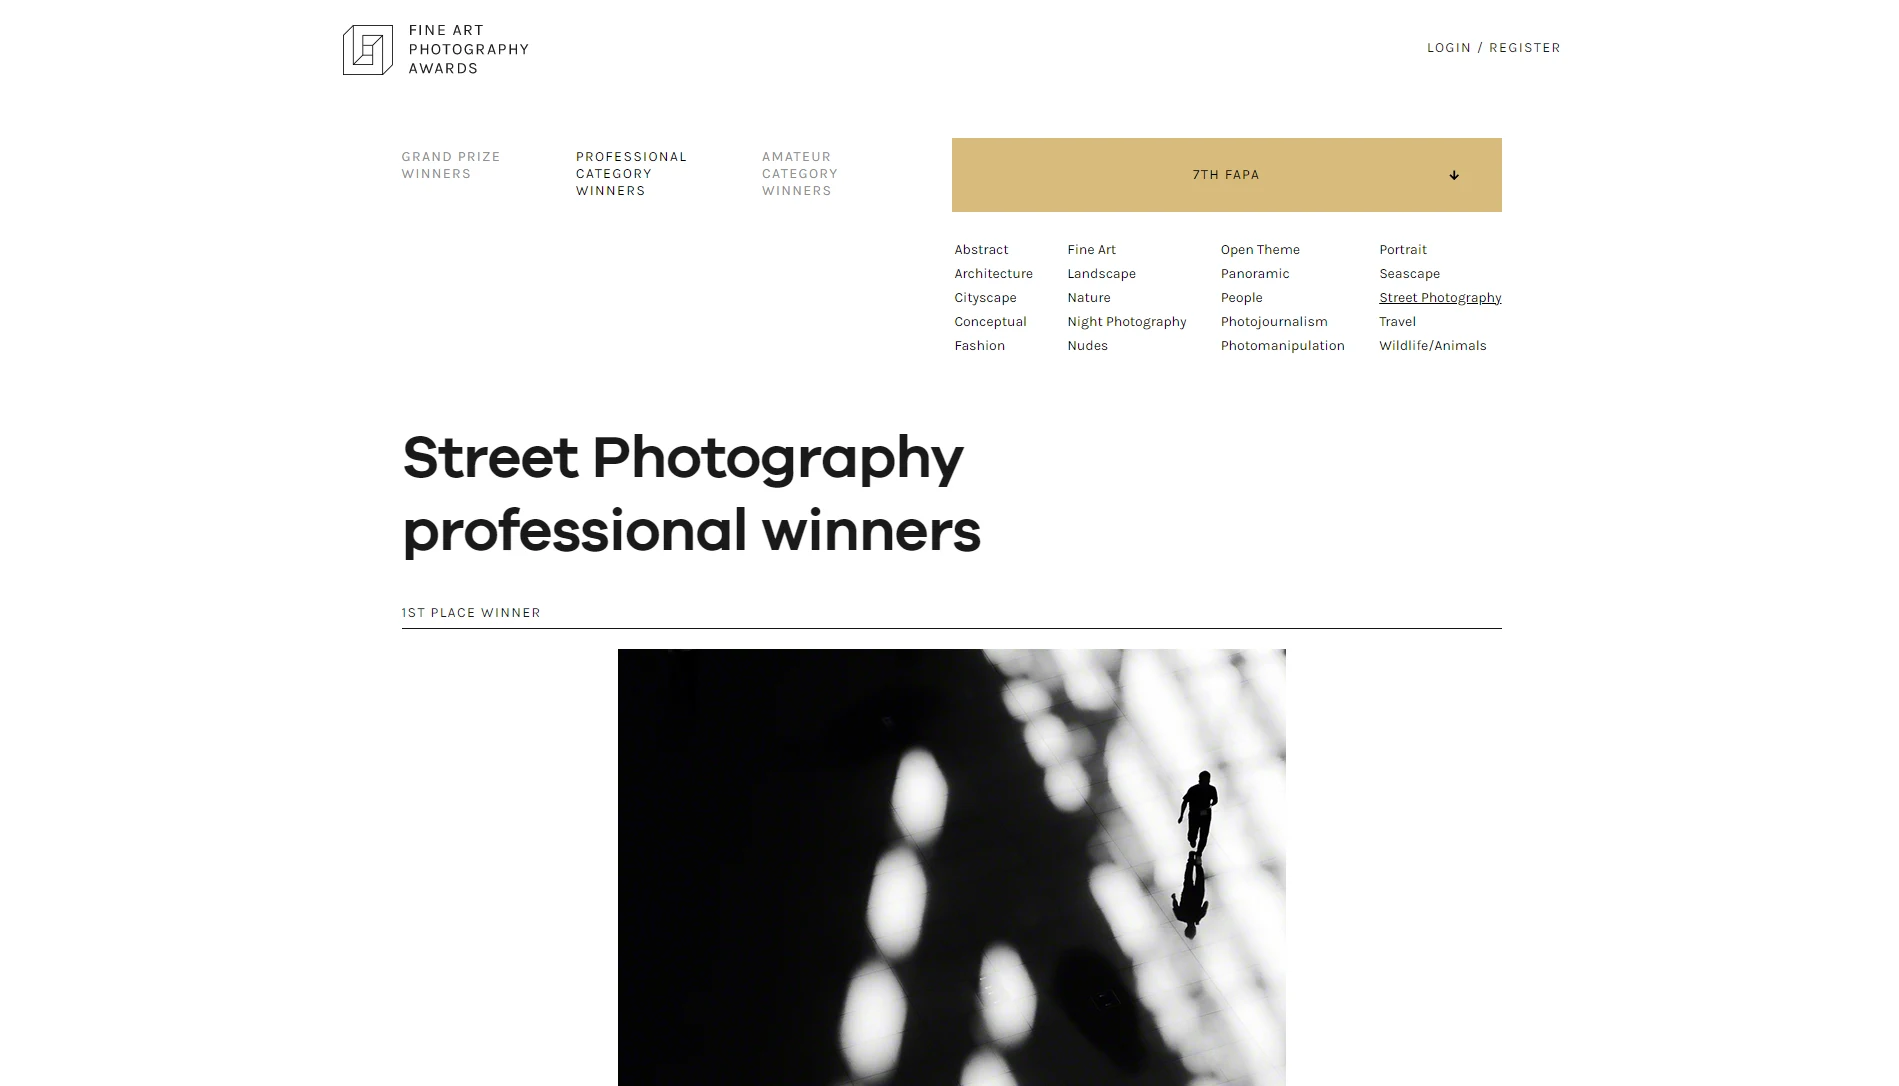 FINE ART
PHOTOGRAPHY
AWARDS
LOGIN / REGISTER
GRAND PRIZE
WINNERS
PROFESSIONAL
CATEGORY
WINNERS
AMATEUR
CATEGORY
WINNERS
7TH FAPA
Abstract
Architecture
Cityscape
Conceptual
Fashion
Fine Art
Landscape
Nature
Night Photography
Nudes
Open Theme
Panoramic
People
Photojournalism
Photomanipulation
Portrait
Seascape
Street Photography
Travel
Wildlife/Animals
Street Photography
professional winners
1ST PLACE WINNER